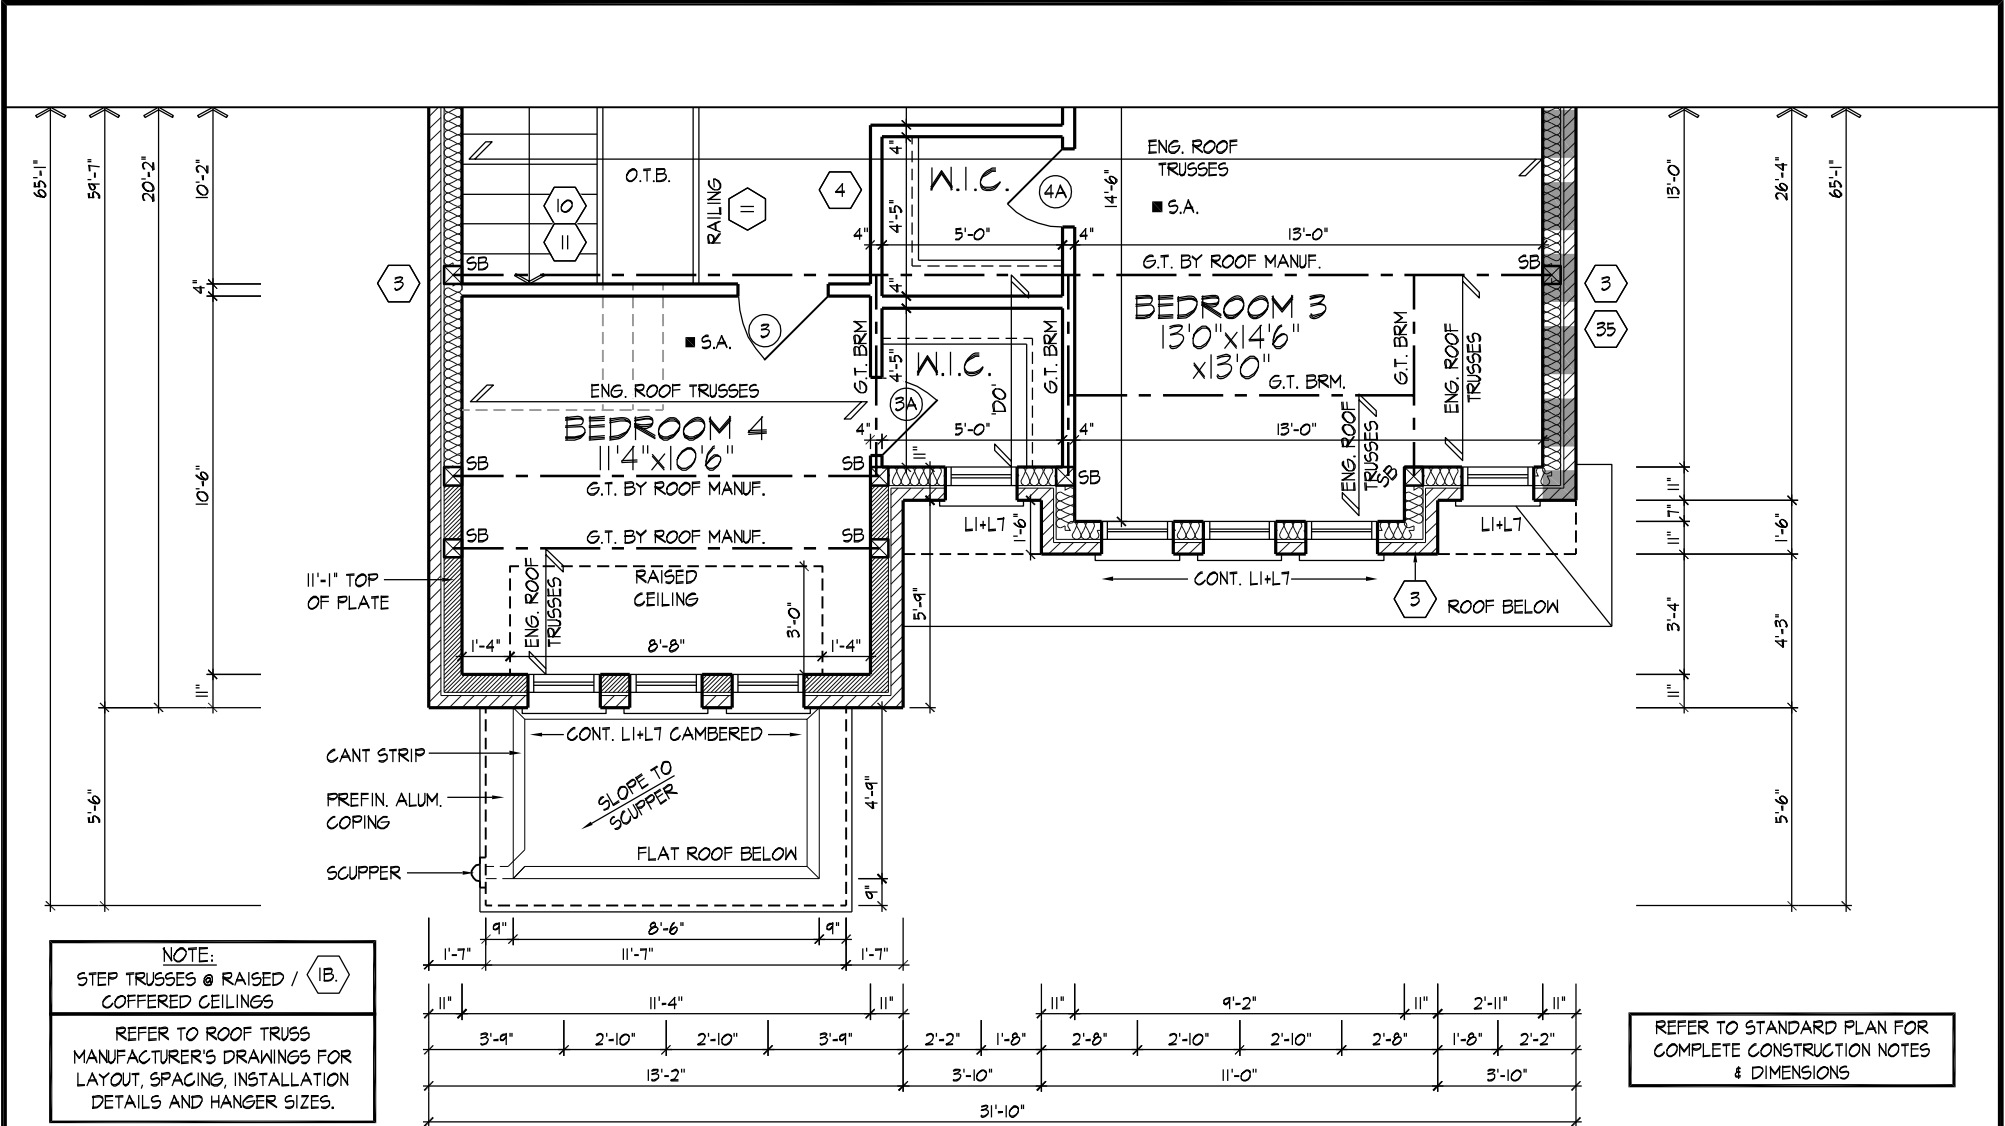 65'-1"
59'-7"
20'-2"
10'-2"
4"
10'-6"
11"
5'-6"
O.T.B.
10
11
RAILING
11
4
W.I.C.
4A
4"
4'-5"
4"
5'-0"
4"
14'-6"
ENG. ROOF
TRUSSES
S.A.
13'-0"
G.T. BY ROOF MANUF.
SB
SB
3
3
35
BEDROOM 3
13'0"x14'6"
x13'0"
G.T. BRM.
G.T. BRM
ENG. ROOF
TRUSSES
ENG. ROOF
TRUSSES
SB
3
S.A.
G.T. BRM
4"
4'-5"
W.I.C.
3A
'DO'
G.T. BRM
ENG. ROOF TRUSSES
BEDROOM 4
11'4"x10'6"
4"
5'-0"
4"
13'-0"
11"
SB
SB
SB
G.T. BY ROOF MANUF.
SB
G.T. BY ROOF MANUF.
SB
L1+L7
1'-6"
L1+L7
CONT. L1+L7
3
ROOF BELOW
11'-1" TOP
OF PLATE
RAISED
CEILING
ENG. ROOF
TRUSSES
3'-0"
5'-9"
1'-4"
8'-8"
1'-4"
CONT. L1+L7 CAMBERED
CANT STRIP
SLOPE TO
SCUPPER
PREFIN. ALUM.
COPING
4'-9"
FLAT ROOF BELOW
SCUPPER
9"
13'-0"
26'-4"
65'-1"
11"
7"
11"
1'-6"
3'-4"
4'-3"
11"
5'-6"
9"
8'-6"
9"
1'-7"
11'-7"
1'-7"
11"
11'-4"
11"
11"
9'-2"
11"
2'-11"
11"
3'-9"
2'-10"
2'-10"
3'-9"
2'-2"
1'-8"
2'-8"
2'-10"
2'-10"
2'-8"
1'-8"
2'-2"
13'-2"
3'-10"
11'-0"
3'-10"
31'-10"
NOTE:
STEP TRUSSES @ RAISED / 1B.
COFFERED CEILINGS
REFER TO ROOF TRUSS
MANUFACTURER'S DRAWINGS FOR
LAYOUT, SPACING, INSTALLATION
DETAILS AND HANGER SIZES.
REFER TO STANDARD PLAN FOR
COMPLETE CONSTRUCTION NOTES
& DIMENSIONS